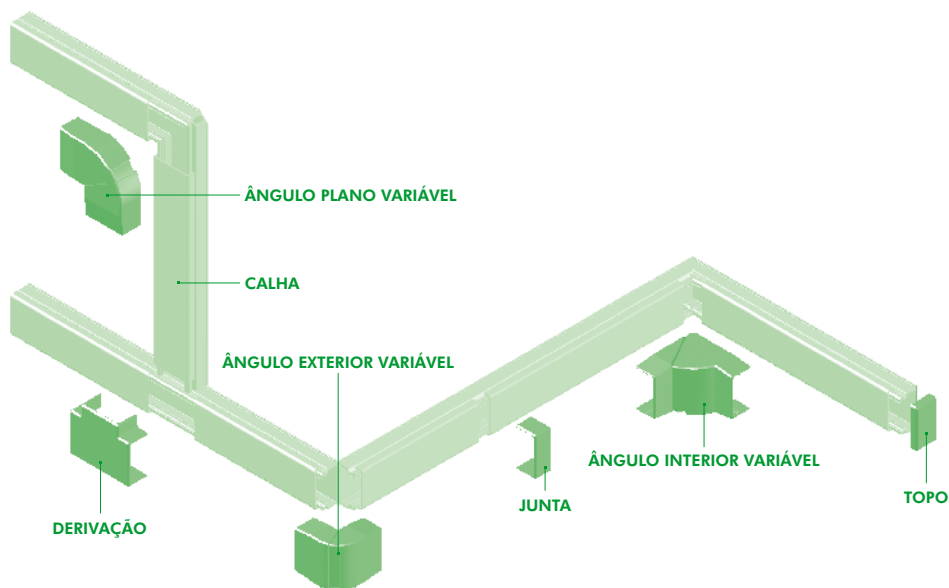 ÂNGULO PLANO VARIÁVEL
CALHA
ÂNGULO EXTERIOR VARIÁVEL
ÂNGULO INTERIOR VARIÁVEL
TOPO
JUNTA
DERIVAÇÃO